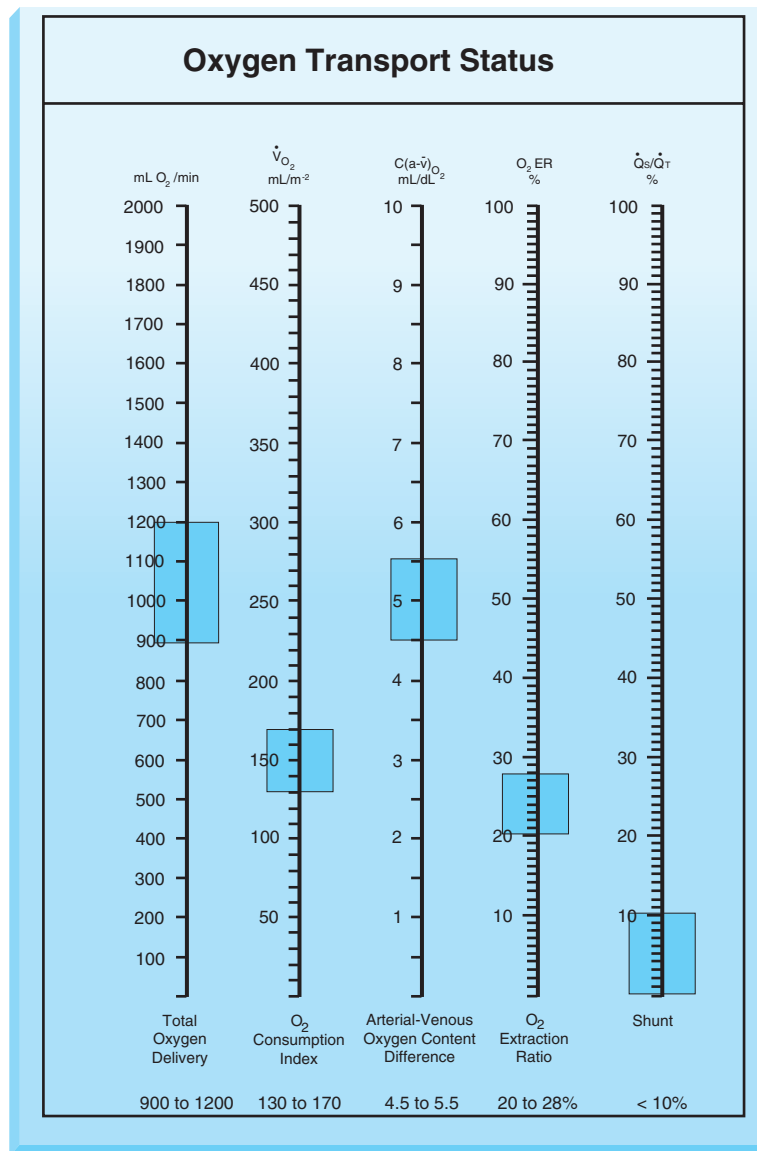 Oxygen Transport Status
mL O2 /min
V̇O2
mL/m-2
C(a-v̄)O2
mL/dL
O2 ER
%
Q̇S/Q̇T
%
2000
1900
1800
1700
1600
1500
1400
1300
1200
1100
1000
900
800
700
600
500
400
300
200
100
500
450
400
350
300
250
200
150
100
50
10
9
8
7
6
5
4
3
2
1
100
90
80
70
60
50
40
30
20
10
100
90
80
70
60
50
40
30
20
10
Total
Oxygen
Delivery
O2
Consumption
Index
Arterial-Venous
Oxygen Content
Difference
O2
Extraction
Ratio
Shunt
900 to 1200
130 to 170
4.5 to 5.5
20 to 28%
< 10%